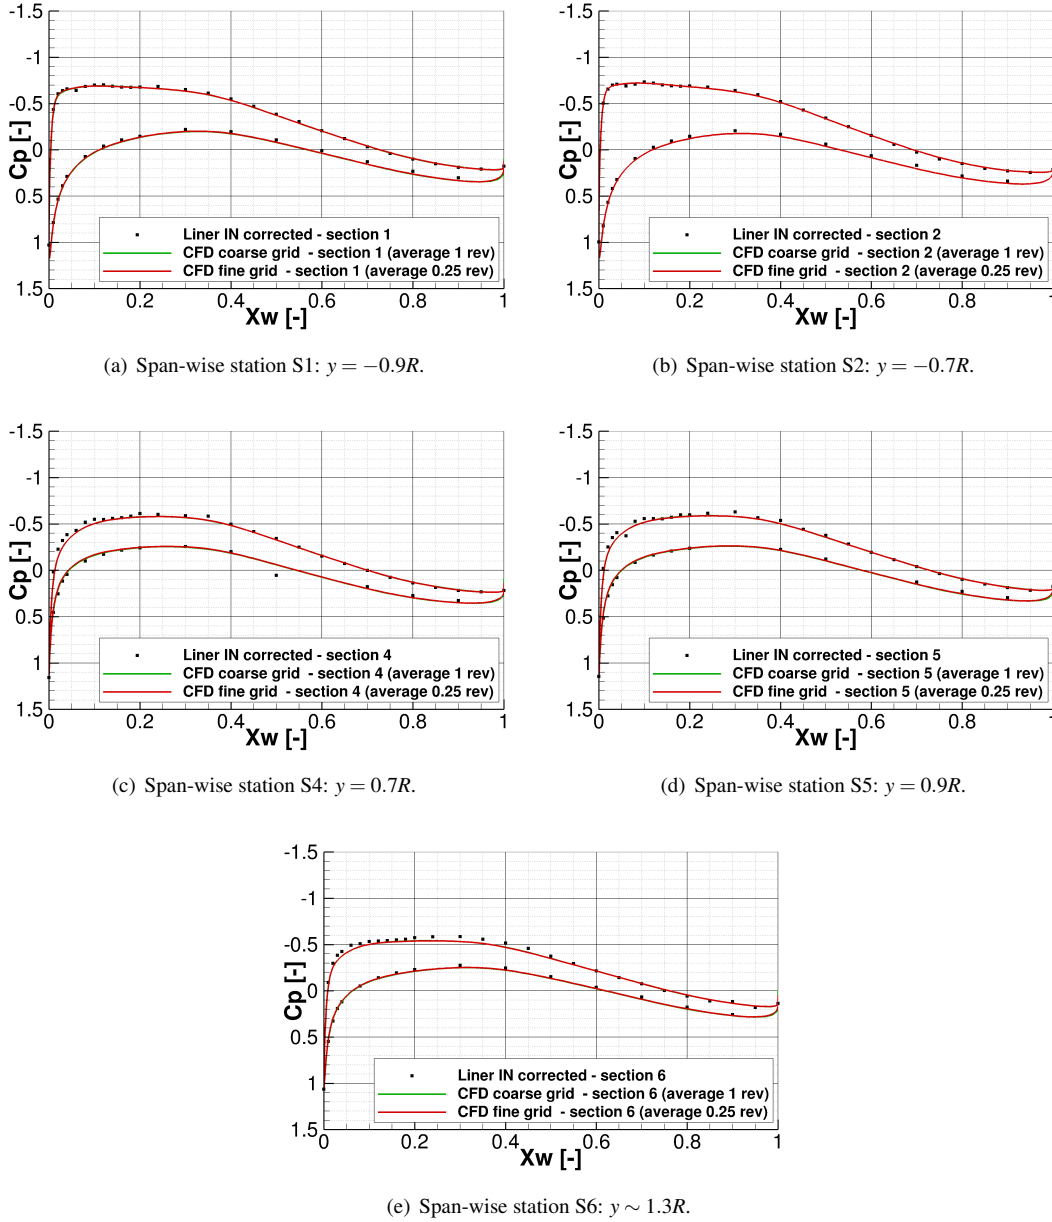 -1.5
-1
-0.5
0
0.5
1
1.5
Cp [-]
0.2 0.4 0.6 0.8 1
Xw [-]
Liner IN corrected - section 1
CFD coarse grid - section 1 (average 1 rev)
CFD fine grid - section 1 (average 0.25 rev)
(a) Span-wise station S1: y = −0.9R.
-1.5
-1
-0.5
0
0.5
1
1.5
Cp [-]
0 0.2 0.4 0.6 0.8
Xw [-]
Liner IN corrected - section 2
CFD coarse grid - section 2 (average 1 rev)
CFD fine grid - section 2 (average 0.25 rev)
(b) Span-wise station S2: y = −0.7R.
-1.5
-1
-0.5
0
0.5
1
1.5
Cp [-]
0 0.2 0.4 0.6 0.8 1
Xw [-]
Liner IN corrected - section 4
CFD coarse grid - section 4 (average 1 rev)
CFD fine grid - section 4 (average 0.25 rev)
(c) Span-wise station S4: y = 0.7R.
-1.5
-1
-0.5
0
0.5
1
1.5
Cp [-]
0 0.2 0.4 0.6 0.8
Xw [-]
Liner IN corrected - section 5
CFD coarse grid - section 5 (average 1 rev)
CFD fine grid - section 5 (average 0.25 rev)
(d) Span-wise station S5: y = 0.9R.
-1.5
-1
-0.5
0
0.5
1
1.5
Cp [-]
0 0.2 0.4 0.6 0.8 1
Xw [-]
Liner IN corrected - section 6
CFD coarse grid - section 6 (average 1 rev)
CFD fine grid - section 6 (average 0.25 rev)
(e) Span-wise station S6: y ∼ 1.3R.